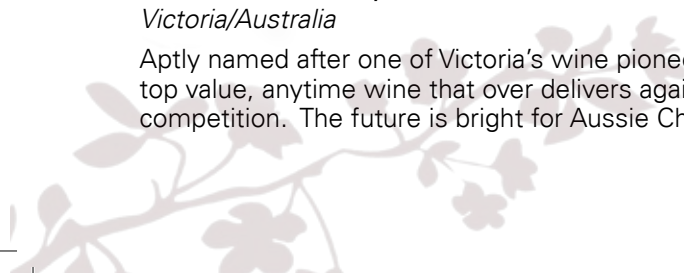 Victoria/Australia
Aptly named after one of Victoria’s wine
top value, anytime wine that over delivers
competition.  The future is bright for Aussie